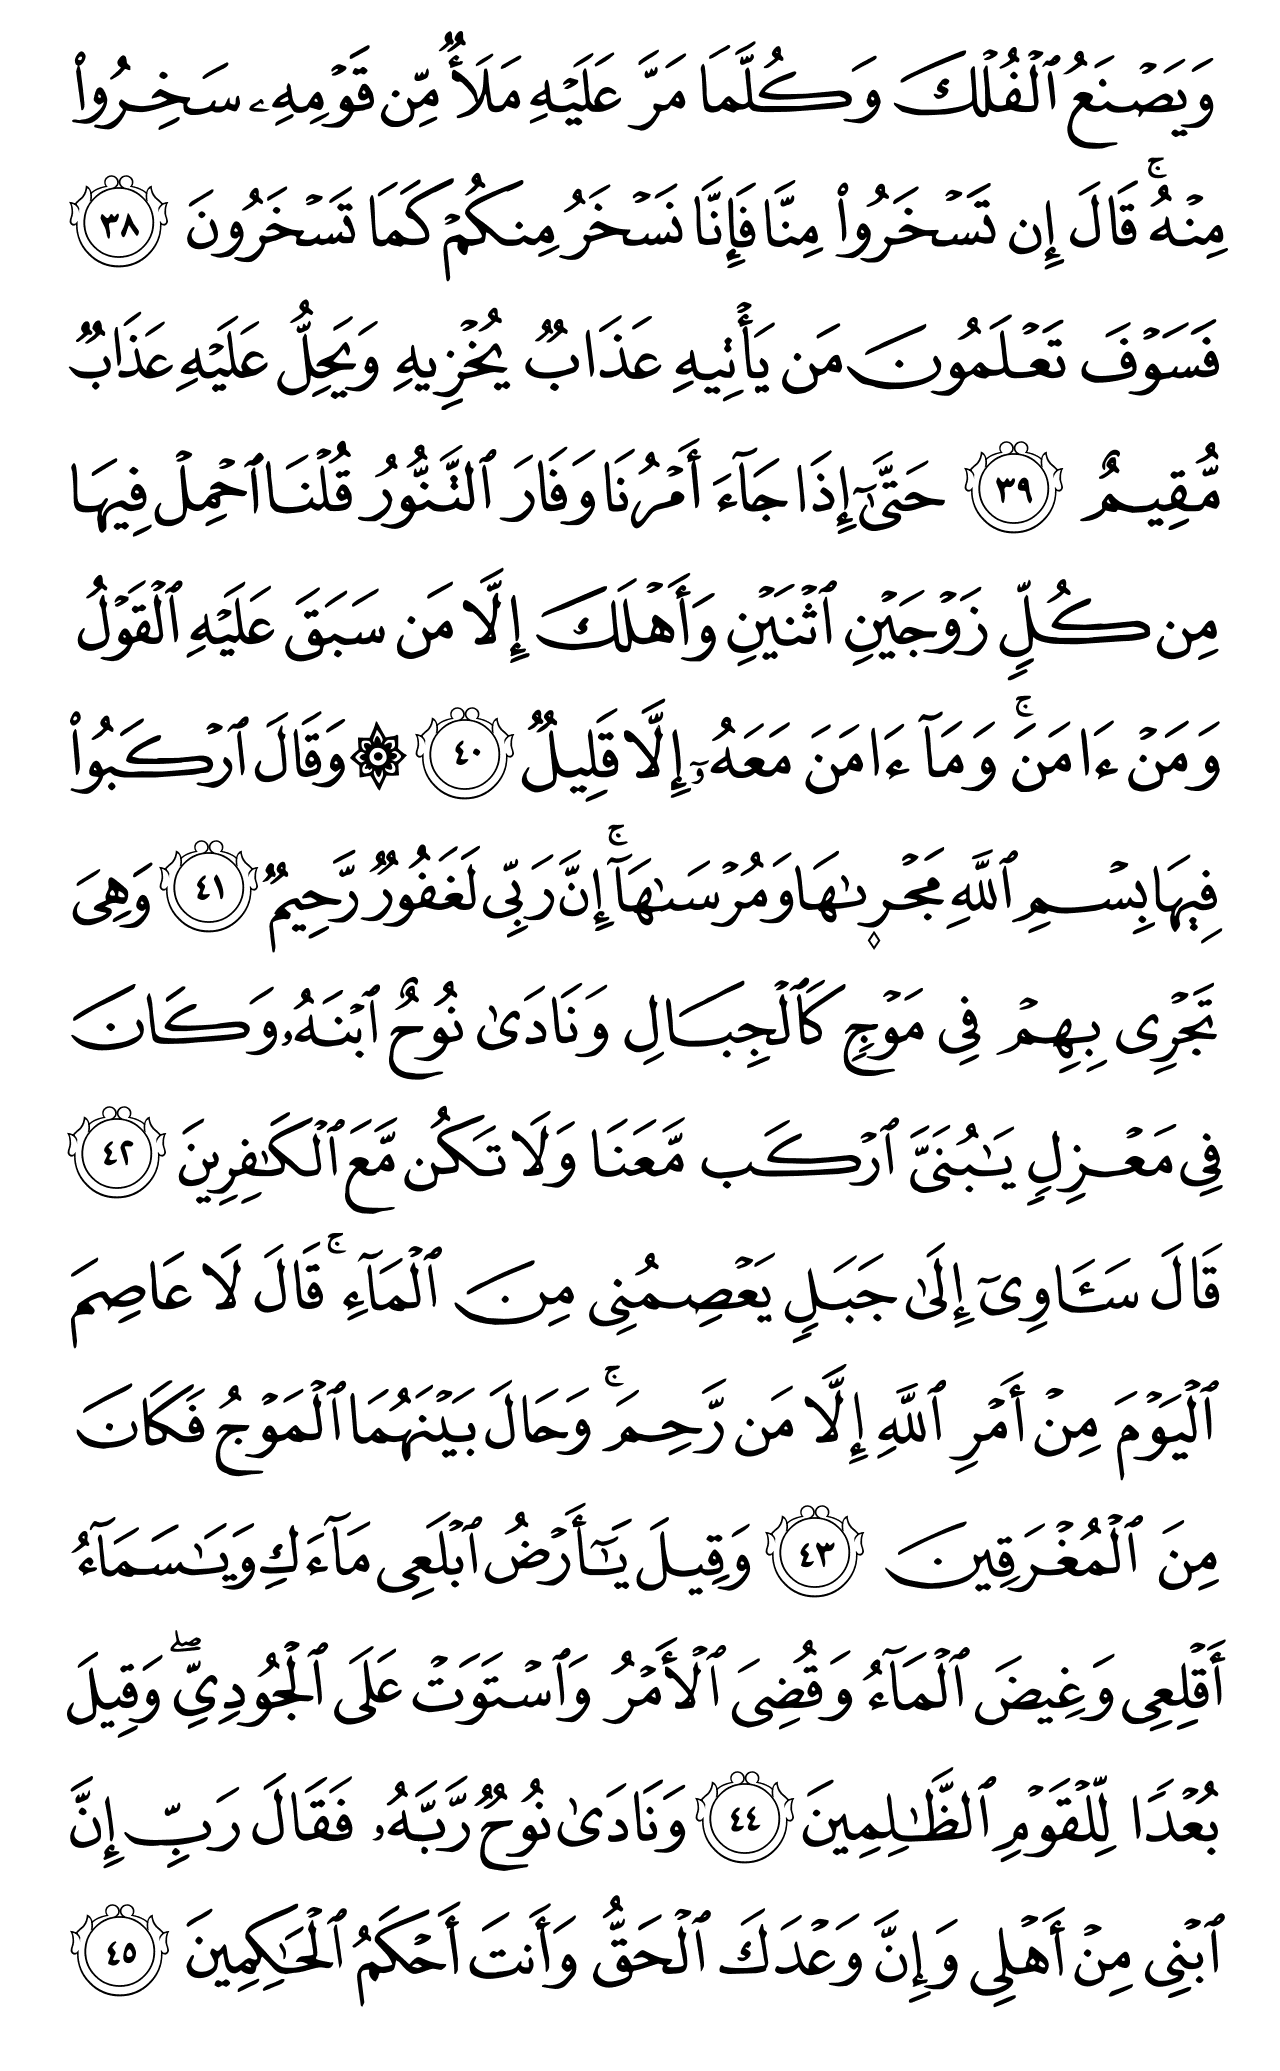 وَيَصْنَعُ ٱلْفُلْكَ وَكُلَّمَا مَرَّ عَلَيْهِ مَلَأٌ مِّن قَوْمِهِۦ سَخِرُوا۟
مِنْهُ ۚ قَالَ إِن تَسْخَرُوا۟ مِنَّا فَإِنَّا نَسْخَرُ مِنكُمْ كَمَا تَسْخَرُونَ ٣٨
فَسَوْفَ تَعْلَمُونَ مَن يَأْتِيهِ عَذَابٌ يُخْزِيهِ وَيَحِلُّ عَلَيْهِ عَذَابٌ
مُّقِيمٌ ٣٩ حَتَّىٰٓ إِذَا جَآءَ أَمْرُنَا وَفَارَ ٱلتَّنُّورُ قُلْنَا ٱحْمِلْ فِيهَا
مِن كُلٍّ زَوْجَيْنِ ٱثْنَيْنِ وَأَهْلَكَ إِلَّا مَن سَبَقَ عَلَيْهِ ٱلْقَوْلُ
وَمَنْ ءَامَنَ ۚ وَمَآ ءَامَنَ مَعَهُۥٓ إِلَّا قَلِيلٌ ٤٠ ۞ وَقَالَ ٱرْكَبُوا۟
فِيهَا بِسْمِ ٱللَّهِ مَجْر۪ىٰهَا وَمُرْسَىٰهَآ ۚ إِنَّ رَبِّى لَغَفُورٌ رَّحِيمٌ ٤١ وَهِىَ
تَجْرِى بِهِمْ فِى مَوْجٍ كَٱلْجِبَالِ وَنَادَىٰ نُوحٌ ٱبْنَهُۥ وَكَانَ
فِى مَعْزِلٍ يَـٰبُنَىَّ ٱرْكَب مَّعَنَا وَلَا تَكُن مَّعَ ٱلْكَـٰفِرِينَ ٤٢
قَالَ سَـَٔاوِىٓ إِلَىٰ جَبَلٍ يَعْصِمُنِى مِنَ ٱلْمَآءِ ۚ قَالَ لَا عَاصِمَ
ٱلْيَوْمَ مِنْ أَمْرِ ٱللَّهِ إِلَّا مَن رَّحِمَ ۚ وَحَالَ بَيْنَهُمَا ٱلْمَوْجُ فَكَانَ
مِنَ ٱلْمُغْرَقِينَ ٤٣ وَقِيلَ يَـٰٓأَرْضُ ٱبْلَعِى مَآءَكِ وَيَـٰسَمَآءُ
أَقْلِعِى وَغِيضَ ٱلْمَآءُ وَقُضِىَ ٱلْأَمْرُ وَٱسْتَوَتْ عَلَى ٱلْجُودِىِّ ۖ وَقِيلَ
بُعْدًا لِّلْقَوْمِ ٱلظَّـٰلِمِينَ ٤٤ وَنَادَىٰ نُوحٌ رَّبَّهُۥ فَقَالَ رَبِّ إِنَّ
ٱبْنِى مِنْ أَهْلِى وَإِنَّ وَعْدَكَ ٱلْحَقُّ وَأَنتَ أَحْكَمُ ٱلْحَـٰكِمِينَ ٤٥